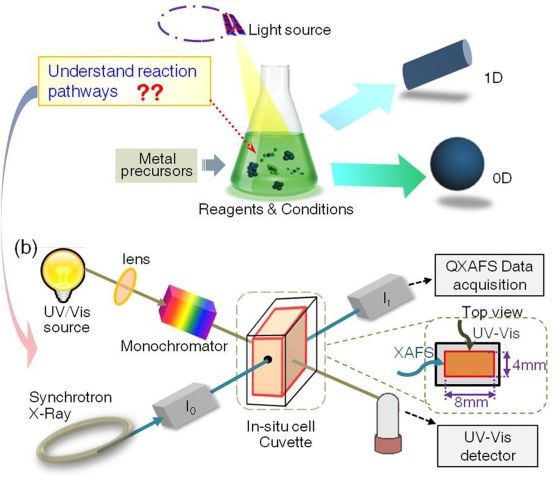 Light source
Understand reaction
pathways ??
1D
Metal
precursors
0D
Reagents & Conditions
(b)
lens
UV/Vis
source
Monochromator
It
QXAFS Data
acquisition
Top view
UV-Vis
XAFS
4mm
8mm
Synchrotron
X-Ray
I0
In-situ cell
Cuvette
UV-Vis
detector